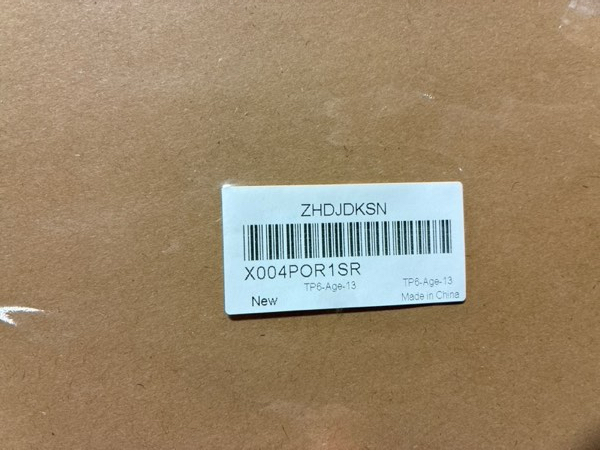 ZHDJDKSN
X004POR1SR
TP6-Age-13 TP6-Age-13
New Made in China